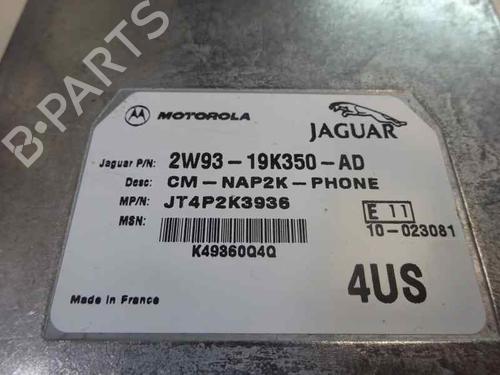 B-PARTS
MOTOROLA
JAGUAR
Jaguar P/N: 2W93-19K350-AD
Desc: CM-NAP2K-PHONE
MP/N: JT4P2K3936
MSN:
E 11
10-023081
K49360Q4Q
4US
Made in France